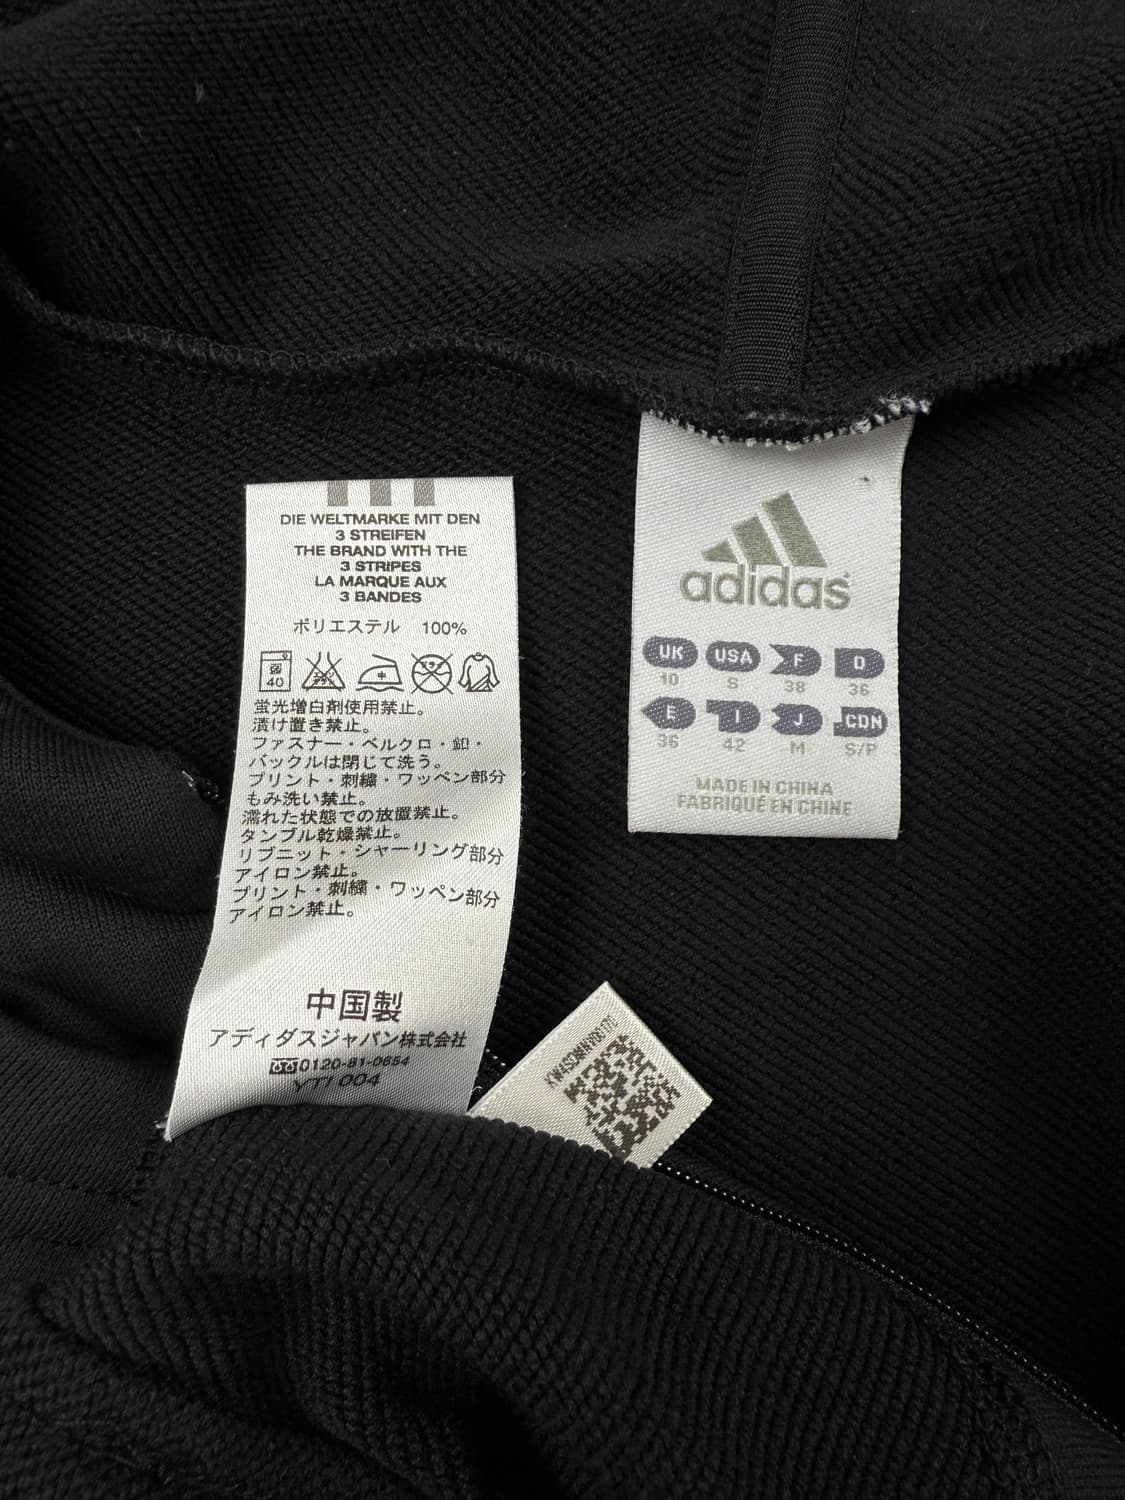 DIE WELTMARKE MIT DEN
3 STREIFEN
THE BRAND WITH THE
3 STRIPES
LA MARQUE AUX
3 BANDES
ポリエステル 100%
40
中
蛍光増白剤使用禁止。
漬け置き禁止。
ファスナー・ベルクロ・釦・
バックルは閉じて洗う。
プリント・刺繍・ワッペン部分
もみ洗い禁止。
濡れた状態での放置禁止。
タンブル乾燥禁止。
リブニット・シャーリング部分
アイロン禁止。
プリント・刺繍・ワッペン部分
アイロン禁止。
中国製
アディダスジャパン株式会社
0120-81-0654
YTI 004
adidas
UK USA F D
10 S 38 36
E I J CDN
36 42 M S/P
MADE IN CHINA
FABRIQUÉ EN CHINE